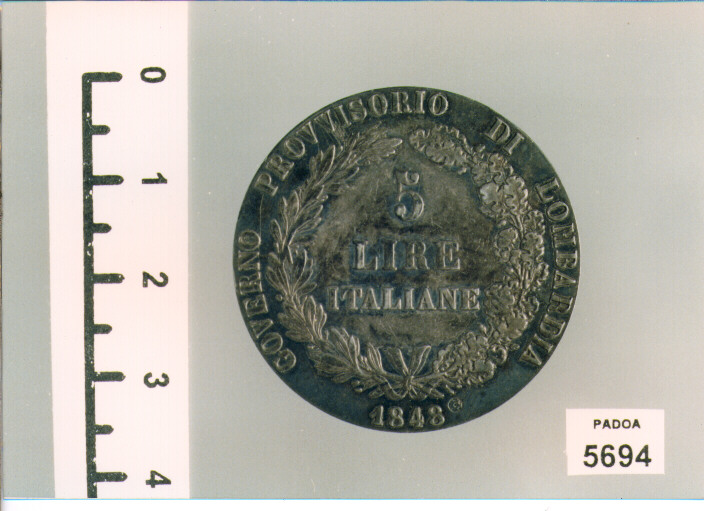 0
1
2
3
4
GOVERNO PROVVISORIO DI LOMBARDIA
5
LIRE
ITALIANE
1848
PADOA
5694